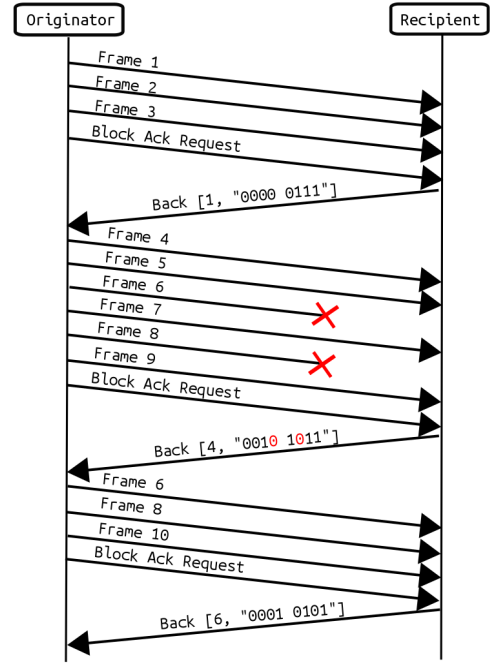 Originator
Recipient
Frame 1
Frame 2
Frame 3
Block Ack Request
Back [1, "0000 0111"]
Frame 4
Frame 5
Frame 6
Frame 7
Frame 8
Frame 9
Block Ack Request
Back [4, "0010 1011"]
Frame 6
Frame 8
Frame 10
Block Ack Request
Back [6, "0001 0101"]